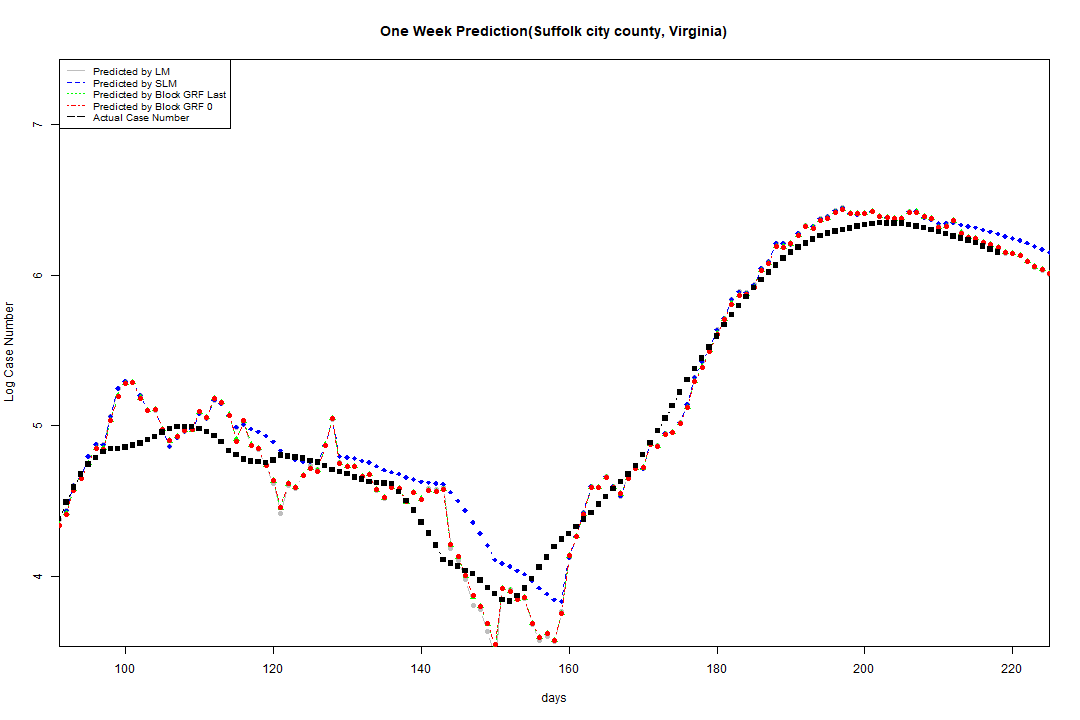 One Week Prediction(Suffolk city county, Virginia)
Predicted by LM
Predicted by SLM
Predicted by Block GRF Last
Predicted by Block GRF 0
Actual Case Number
7
6
5
4
Log Case Number
100 120 140 160 180 200 220
days